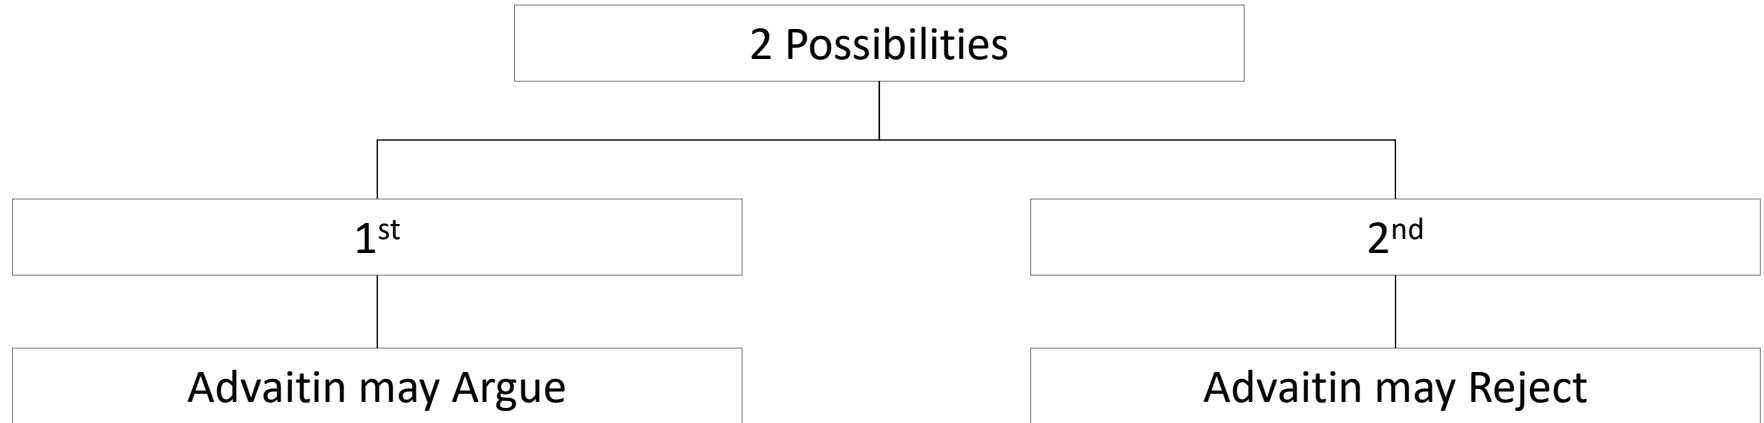 2 Possibilities
1st
2nd
Advaitin may Argue
Advaitin may Reject